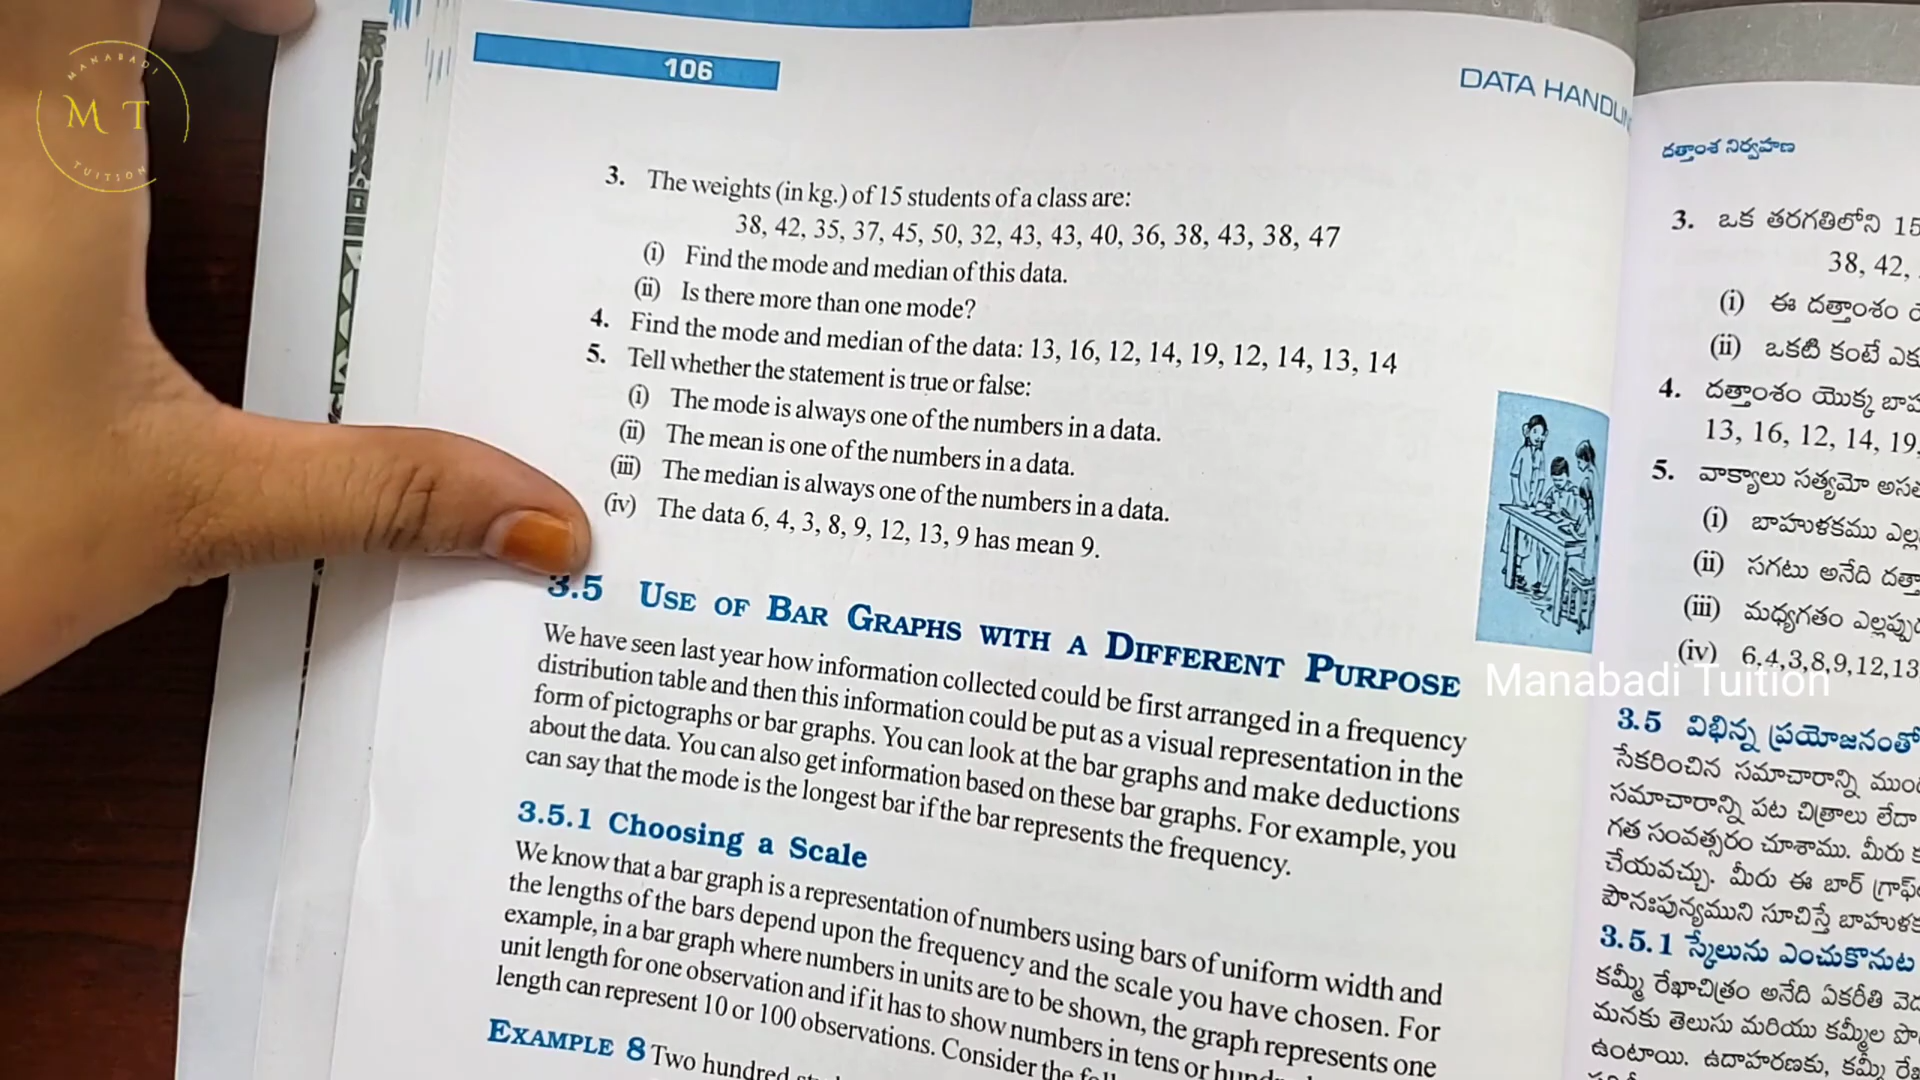 MANABADI
M T
TUITION
106
DATA HANDLIN
3. The weights (in kg.) of 15 students of a class are:
38, 42, 35, 37, 45, 50, 32, 43, 43, 40, 36, 38, 43, 38, 47
(i) Find the mode and median of this data.
(ii) Is there more than one mode?
4. Find the mode and median of the data: 13, 16, 12, 14, 19, 12, 14, 13, 14
5. Tell whether the statement is true or false:
(i) The mode is always one of the numbers in a data.
(ii) The mean is one of the numbers in a data.
(iii) The median is always one of the numbers in a data.
(iv) The data 6, 4, 3, 8, 9, 12, 13, 9 has mean 9.
3.5 USE OF BAR GRAPHS WITH A DIFFERENT PURPOSE
We have seen last year how information collected could be first arranged in a frequency
distribution table and then this information could be put as a visual representation in the
form of pictographs or bar graphs. You can look at the bar graphs and make deductions
about the data. You can also get information based on these bar graphs. For example, you
can say that the mode is the longest bar if the bar represents the frequency.
3.5.1 Choosing a Scale
We know that a bar graph is a representation of numbers using bars of uniform width and
the lengths of the bars depend upon the frequency and the scale you have chosen. For
example, in a bar graph where numbers in units are to be shown, the graph represents one
unit length for one observation and if it has to show numbers in tens or
length can represent 10 or 100 observations. Consider the
EXAMPLE 8 Two hundred
దత్తాంశ నిర్వహణ
3. ఒక తరగతిలోని 15
38, 42,
(i) ఈ దత్తాంశం
(ii) ఒకటి కంటే
4. దత్తాంశం యొక్క
13, 16, 12, 14, 19,
5. వాక్యాలు సత్యమో
(i) బాహుళకము
(ii) సగటు అనేది
(iii) మధ్యగతం
(iv) 6,4,3,8,9,12,13
Manabadi Tuition
3.5 విభిన్న ప్రయోజనంతో
సేకరించిన సమాచారాన్ని
సమాచారాన్ని పట చిత్రాలు లేదా
గత సంవత్సరం చూశాము. మీరు
చేయవచ్చు. మీరు ఈ బార్
పౌనఃపున్యముని సూచిస్తే
3.5.1 స్కేలును ఎంచుకొనుట
కమ్మీ రేఖాచిత్రం అనేది ఏకరీతి
మనకు తెలుసు మరియు కమ్మీల
ఉంటాయి. ఉదాహరణకు, కమ్మీ